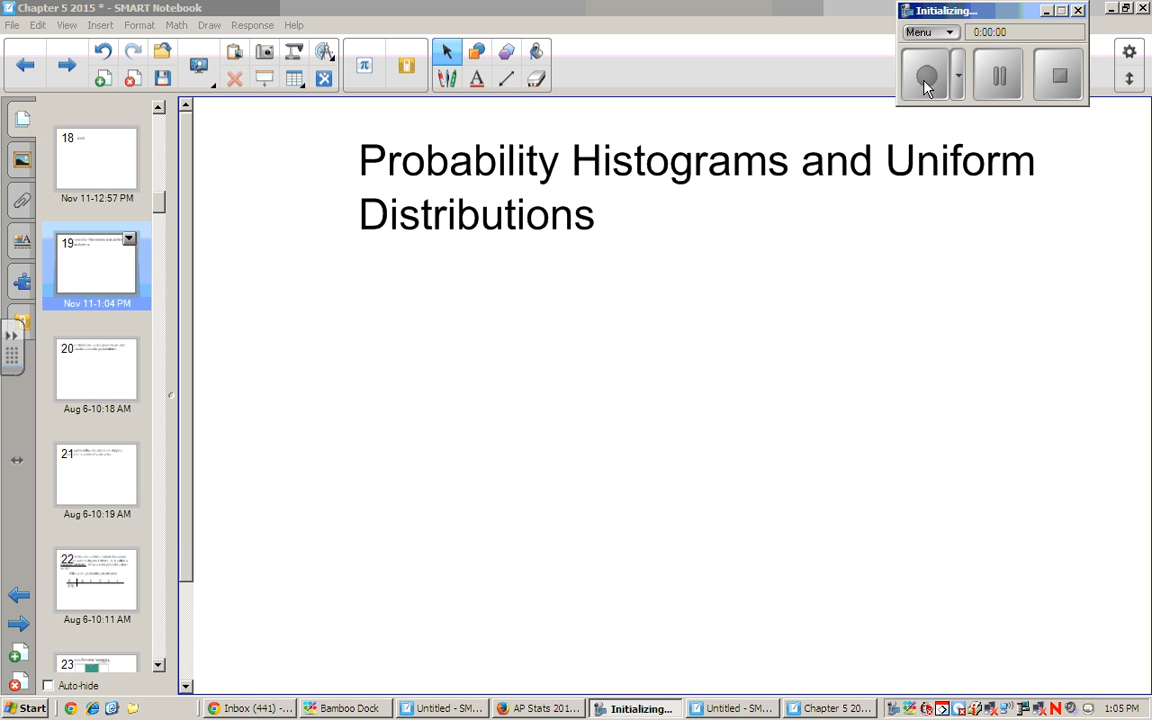 Chapter 5 2015 * - SMART Notebook
File Edit View Insert Format Math Draw Response Help
Initializing...
Menu
0:00:00
18
Nov 11-12:57 PM
19
Nov 11-1:04 PM
20
Aug 6-10:18 AM
21
Aug 6-10:19 AM
22
Aug 6-10:11 AM
23
Auto-hide
Probability Histograms and Uniform
Distributions
Start
Inbox (441) -...
Bamboo Dock
Untitled - SM...
AP Stats 201...
Initializing...
Untitled - SM...
Chapter 5 20...
1:05 PM